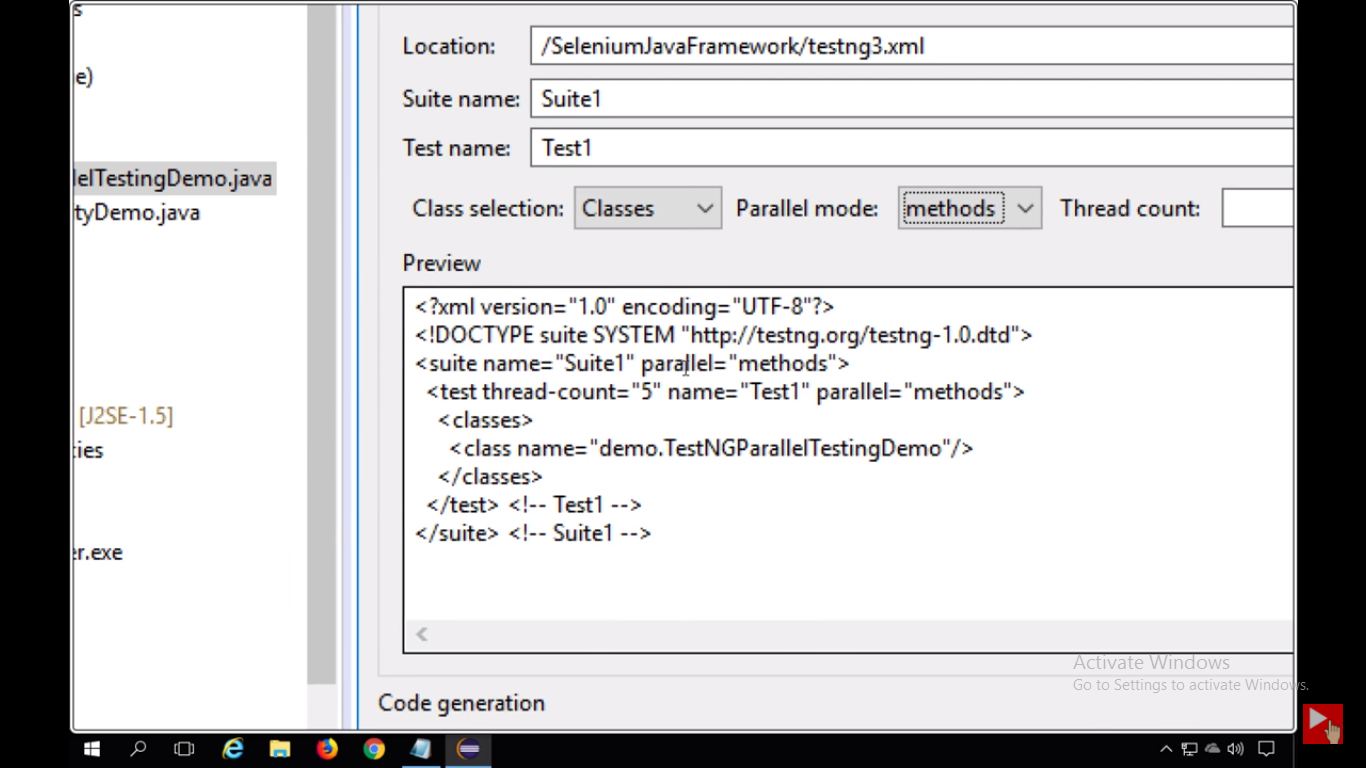 s
e)
lelTestingDemo.java
tyDemo.java
[J2SE-1.5]
ties
er.exe
Location: /SeleniumJavaFramework/testng3.xml
Suite name: Suite1
Test name: Test1
Class selection: Classes Parallel mode: methods Thread count:
Preview
<?xml version="1.0" encoding="UTF-8"?>
<!DOCTYPE suite SYSTEM "http://testng.org/testng-1.0.dtd">
<suite name="Suite1" parallel="methods">
<test thread-count="5" name="Test1" parallel="methods">
<classes>
<class name="demo.TestNGParallelTestingDemo"/>
</classes>
</test> <!-- Test1 -->
</suite> <!-- Suite1 -->
Code generation
Activate Windows
Go to Settings to activate Windows.